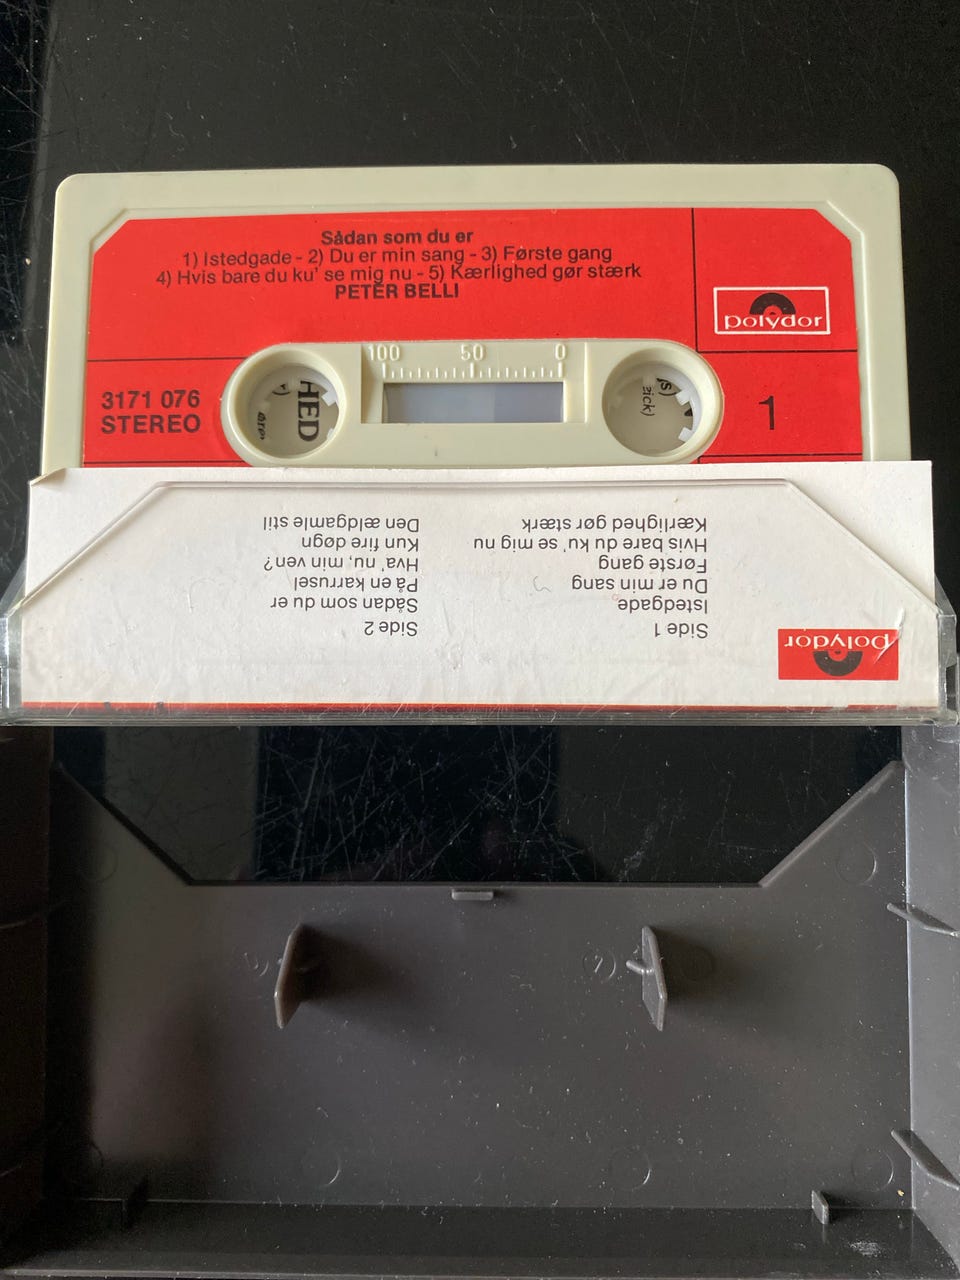 Sådan som du er
1) Istedgade - 2) Du er min sang - 3) Første gang
4) Hvis bare du ku' se mig nu - 5) Kærlighed gør stærk
PETER BELLI
polydor
100 50 0
3171 076
STEREO
1
HED
Side 1
Istedgade
Du er min sang
Første gang
Hvis bare du ku' se mig nu
Kærlighed gør stærk
Side 2
Sådan som du er
På en karrusel
Hva' nu, min ven?
Kun fire døgn
Den ældgamle stil
polydor